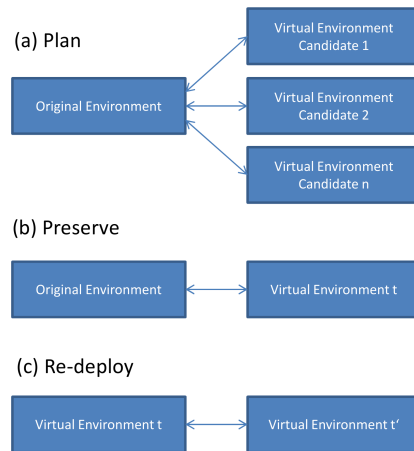 (a) Plan
Virtual Environment
Candidate 1
Original Environment
Virtual Environment
Candidate 2
Virtual Environment
Candidate n
(b) Preserve
Original Environment
Virtual Environment t
(c) Re-deploy
Virtual Environment t
Virtual Environment t‘